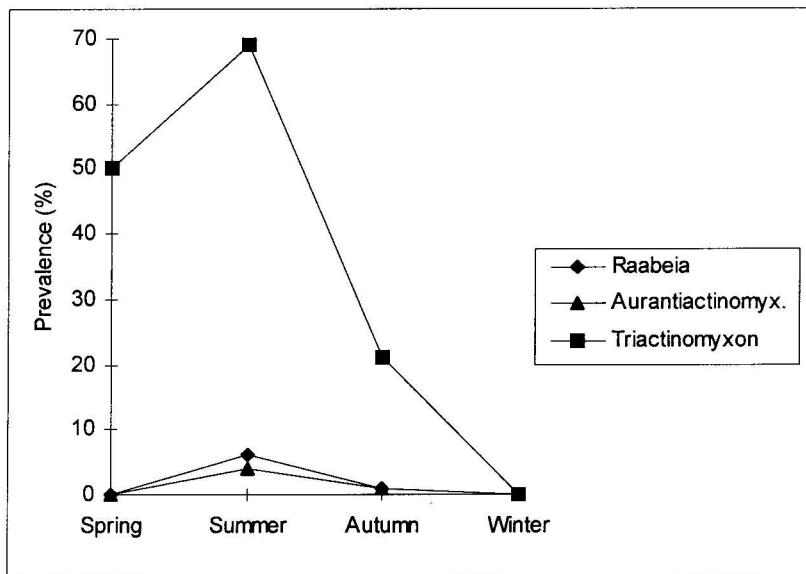 70
60
50
40
30
20
10
0
Prevalence (%)
Spring Summer Autumn Winter
Raabeia
Aurantiactinomyx.
Triactinomyxon